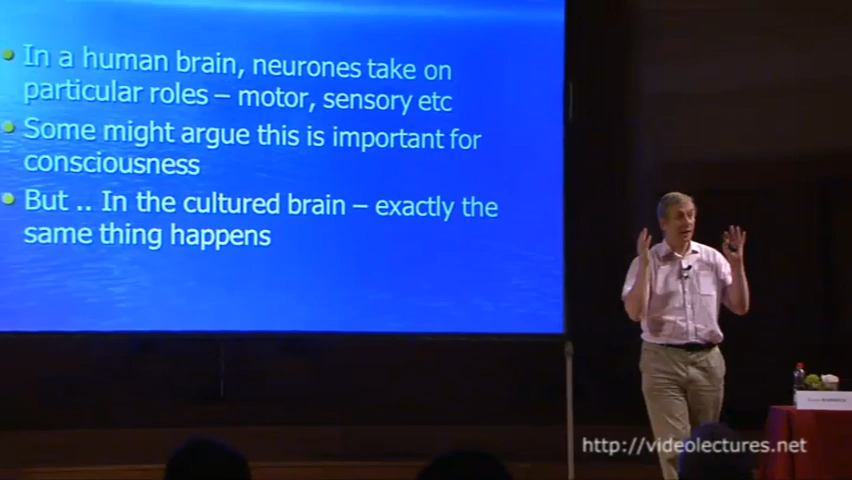 • In a human brain, neurones take on
particular roles – motor, sensory etc
• Some might argue this is important for
consciousness
• But .. In the cultured brain – exactly the
same thing happens
http://videolectures.net